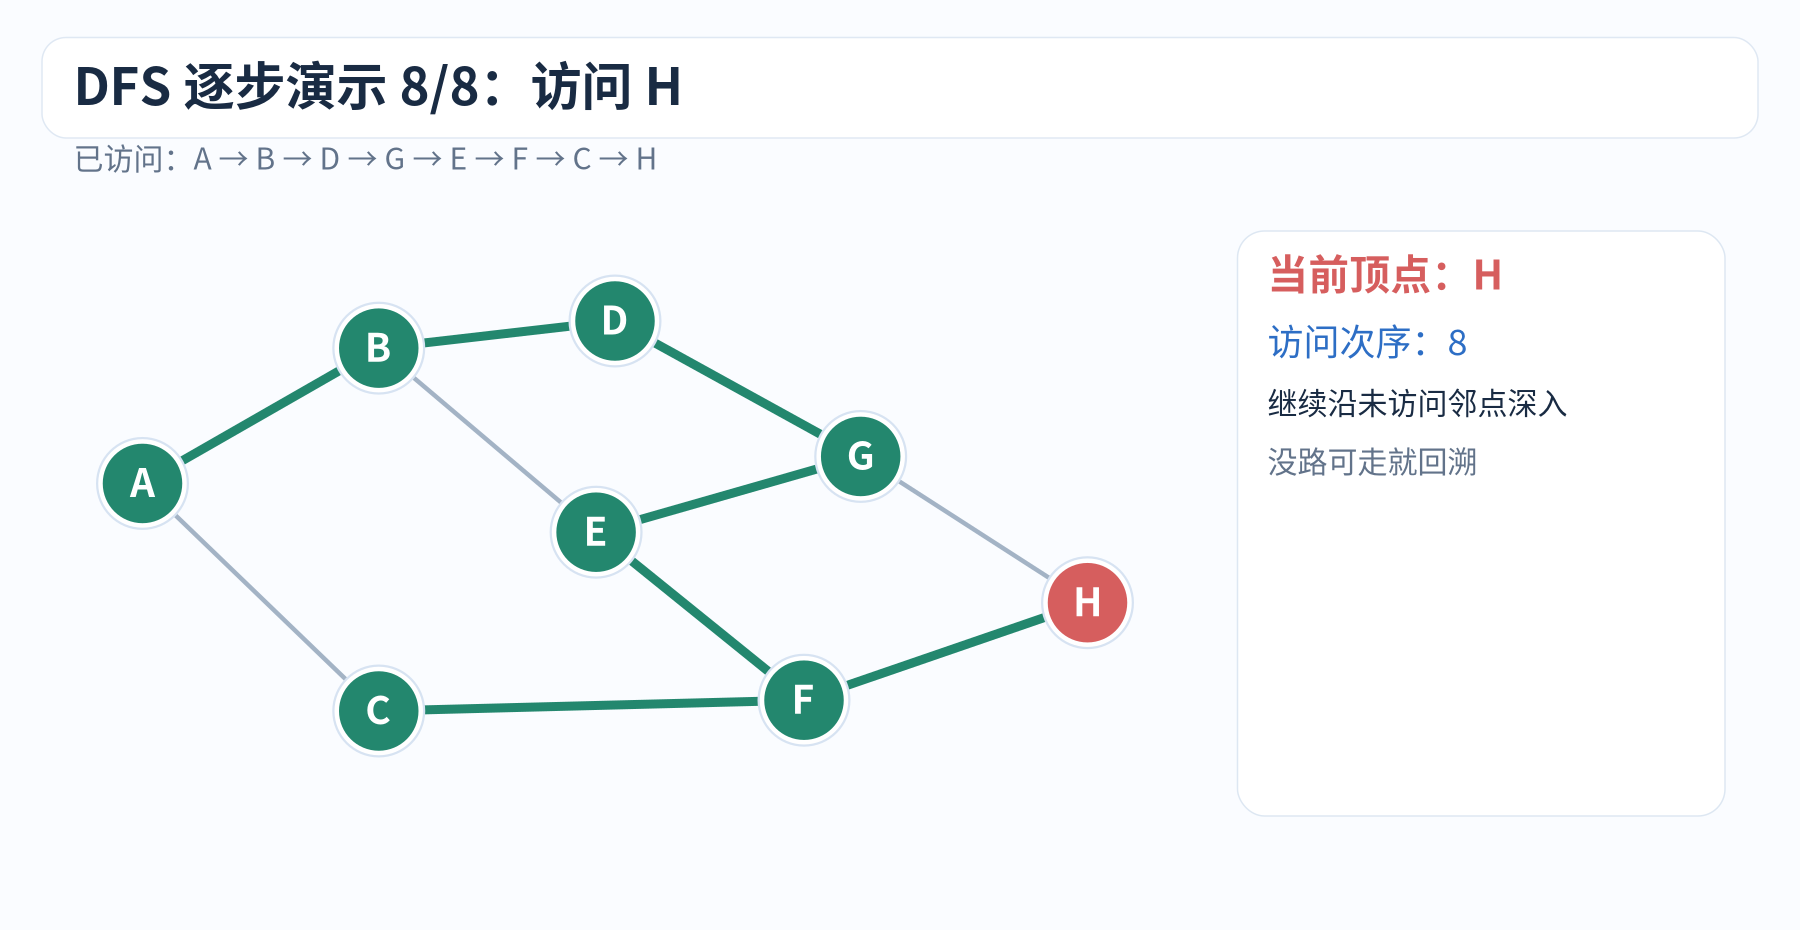 DFS 逐步演示 8/8：访问 H
已访问：A → B → D → G → E → F → C → H
当前顶点：H
访问次序：8
继续沿未访问邻点深入
没路可走就回溯
D
B
G
A
E
H
F
C